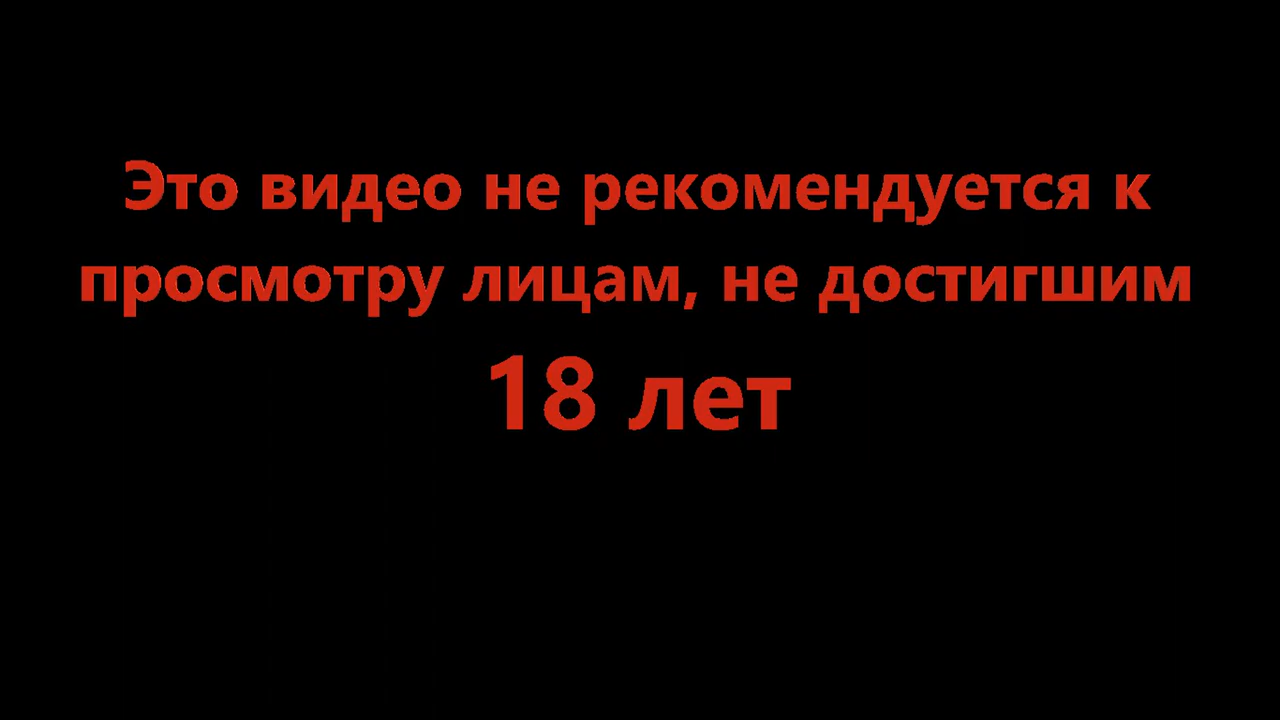 Это видео не рекомендуется к
просмотру лицам, не достигшим
18 лет